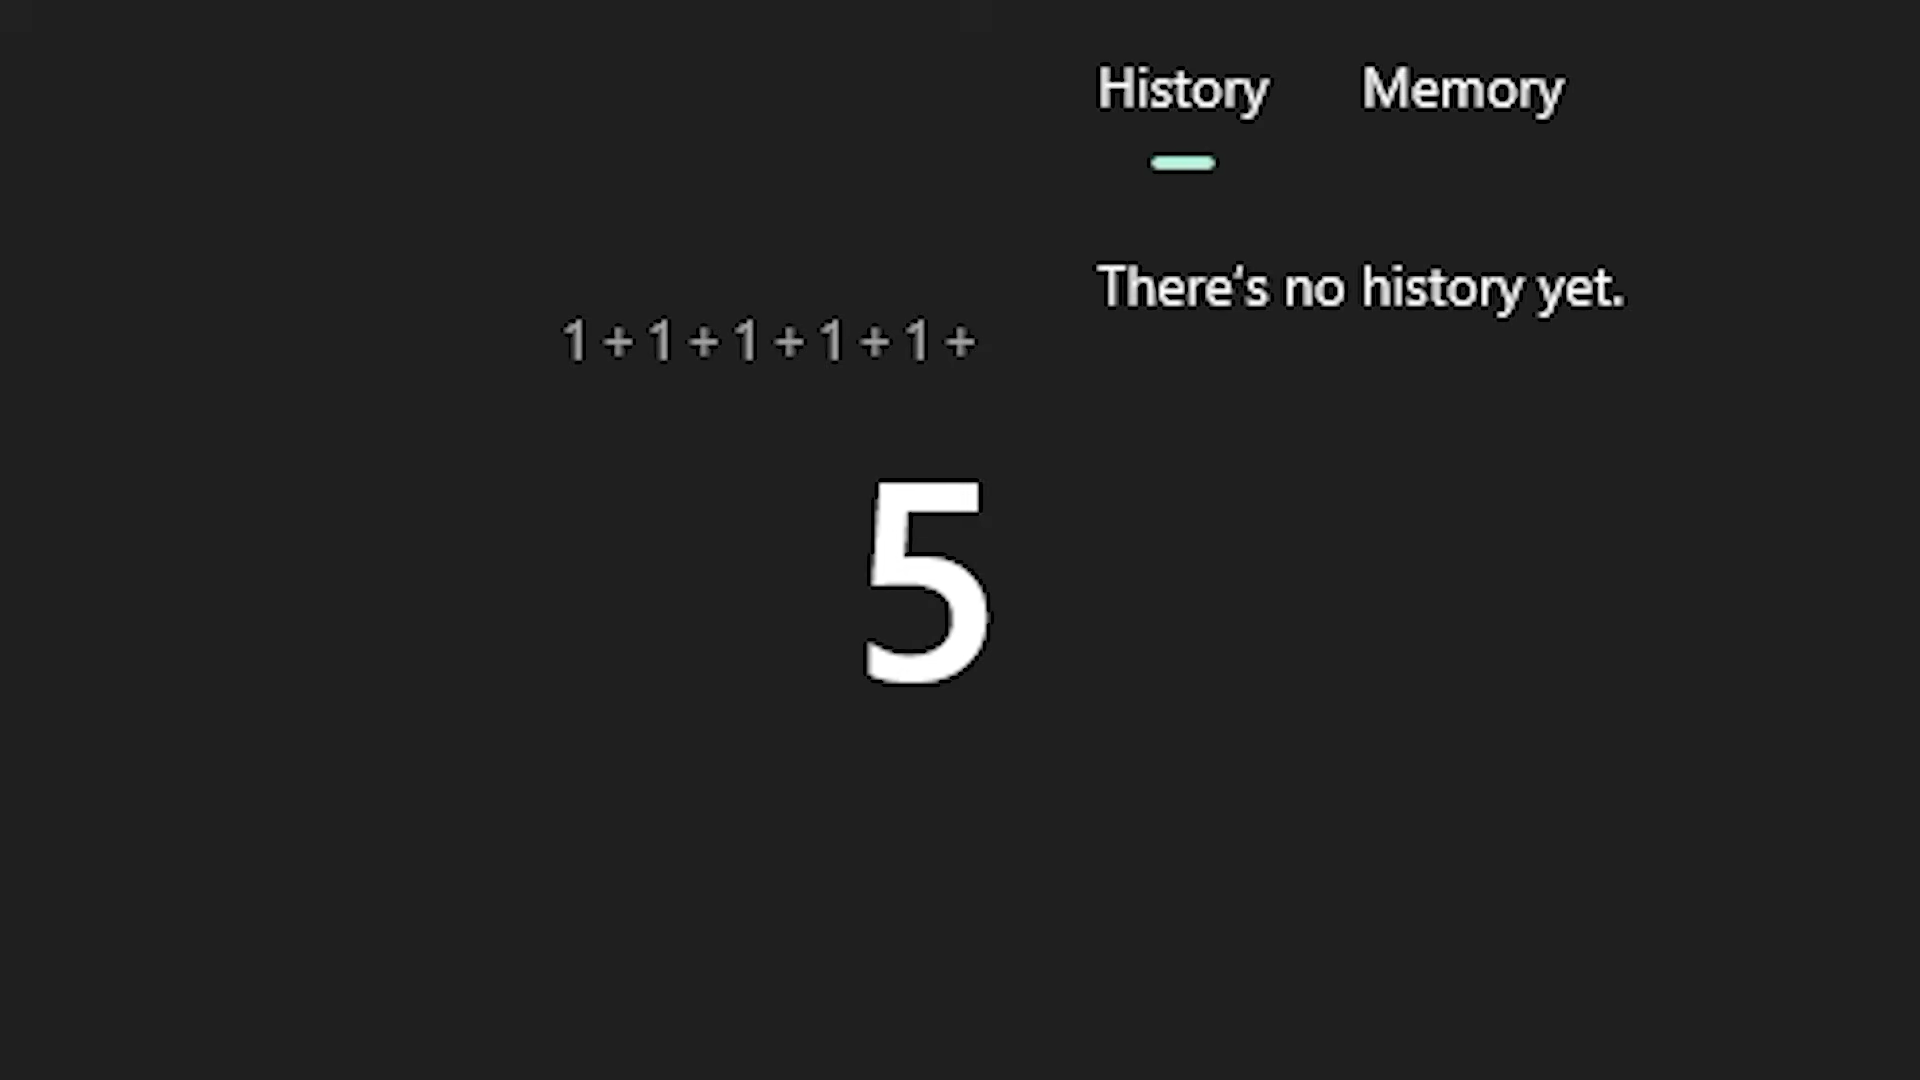 History Memory
There's no history yet.
1 + 1 + 1 + 1 + 1 +
5